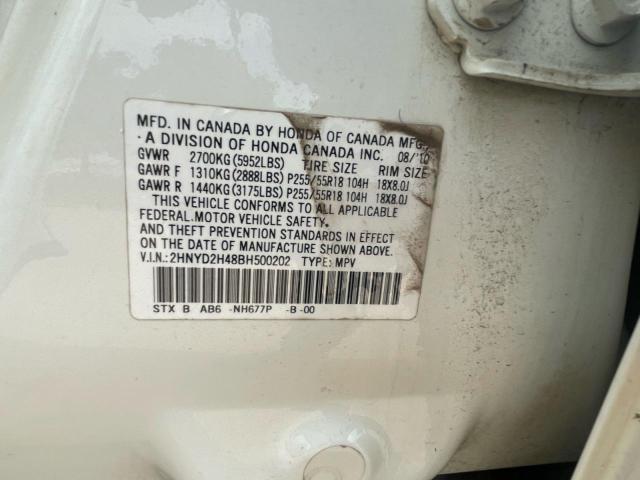 MFD. IN CANADA BY HONDA OF CANADA MFG.
· A DIVISION OF HONDA CANADA INC. 08/'10
GVWR 2700KG(5952LBS) TIRE SIZE RIM SIZE
GAWR F 1310KG(2888LBS) P255/55R18 104H 18X8.0J
GAWR R 1440KG(3175LBS) P255/55R18 104H 18X8.0J
THIS VEHICLE CONFORMS TO ALL APPLICABLE
FEDERAL MOTOR VEHICLE SAFETY,
AND THEFT PREVENTION STANDARDS IN EFFECT
ON THE DATE OF MANUFACTURE SHOWN ABOVE.
V.I.N.:2HNYD2H48BH500202 TYPE: MPV
STX B AB6 -NH677P -B-00